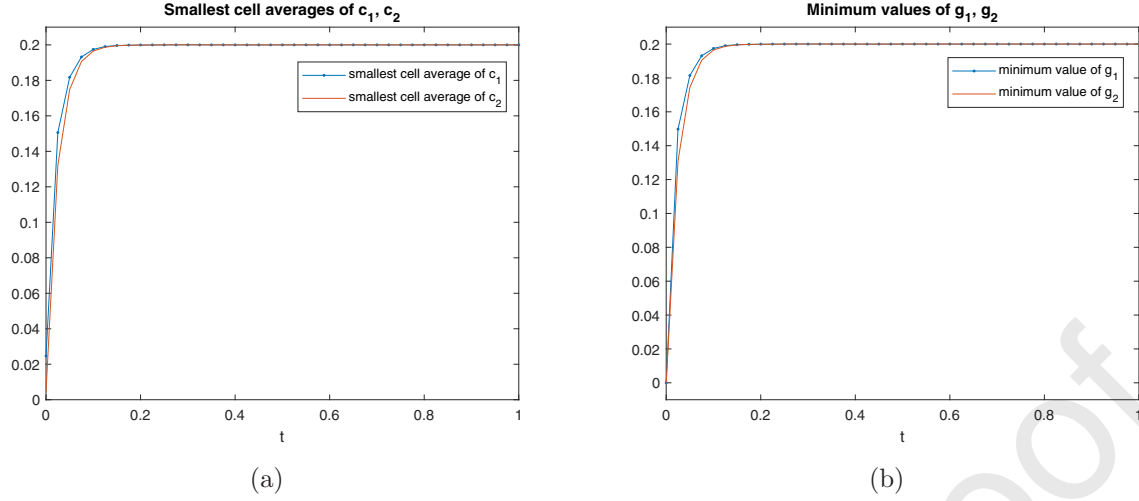 Smallest cell averages of c1, c2
0.2
0.18
0.16
0.14
0.12
0.1
0.08
0.06
0.04
0.02
0
smallest cell average of c1
smallest cell average of c2
0 0.2 0.4 0.6 0.8 1
t
(a)
Minimum values of g1, g2
0.2
0.18
0.16
0.14
0.12
0.1
0.08
0.06
0.04
0.02
0
minimum value of g1
minimum value of g2
0 0.2 0.4 0.6 0.8 1
t
(b)